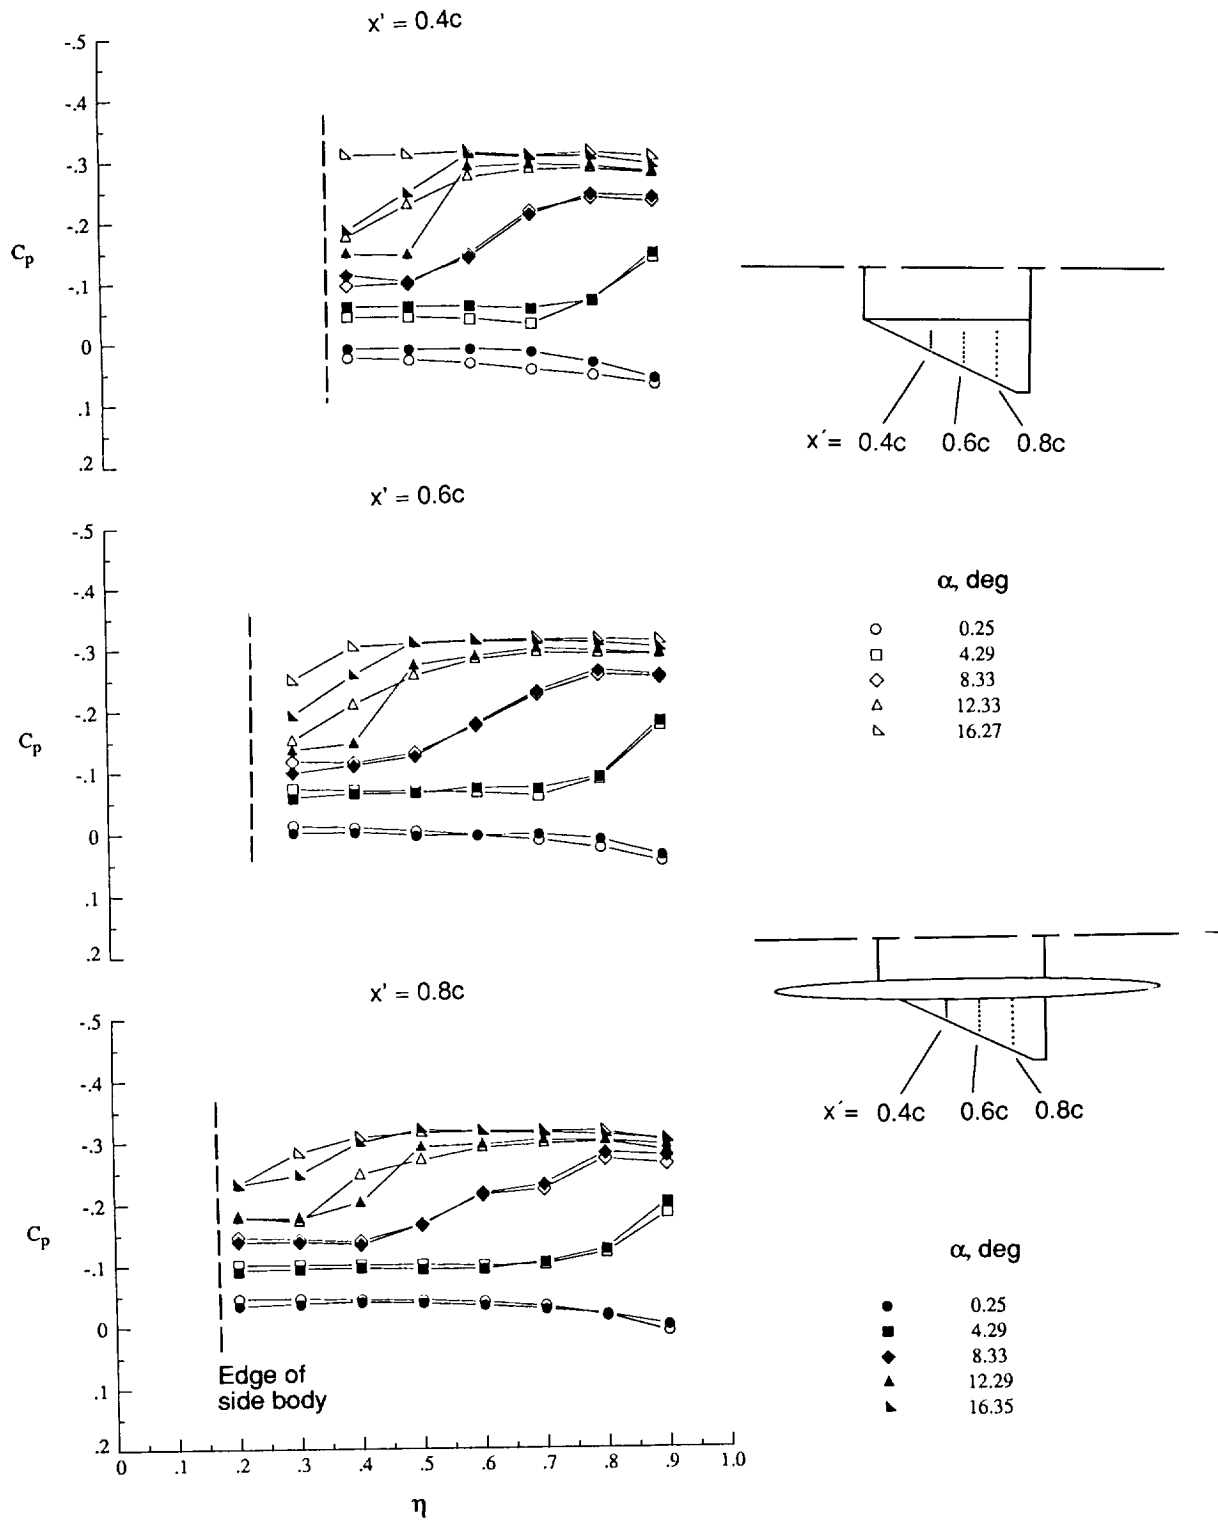 x' = 0.4c
-.5
-.4
-.3
-.2
-.1
0
.1
.2
Cp
x´= 0.4c 0.6c 0.8c
x' = 0.6c
-.5
-.4
-.3
-.2
-.1
0
.1
.2
Cp
α, deg
0.25
4.29
8.33
12.33
16.27
x' = 0.8c
-.5
-.4
-.3
-.2
-.1
0
.1
.2
Cp
x´= 0.4c 0.6c 0.8c
Edge of
side body
α, deg
0.25
4.29
8.33
12.29
16.35
0 .1 .2 .3 .4 .5 .6 .7 .8 .9 1.0
η